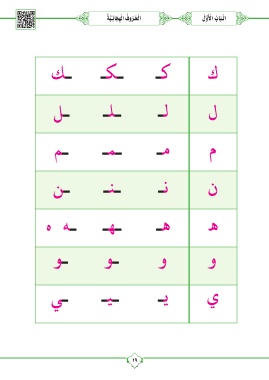 الباب الأول
الحروف الهجائية
ك كـ ـكـ ـك
ل لـ ـلـ ـل
م مـ ـمـ ـم
ن نـ ـنـ ـن
ه هـ ـهـ ـه ه
و و ـو ـو
ي يـ ـيـ ـي
١٩